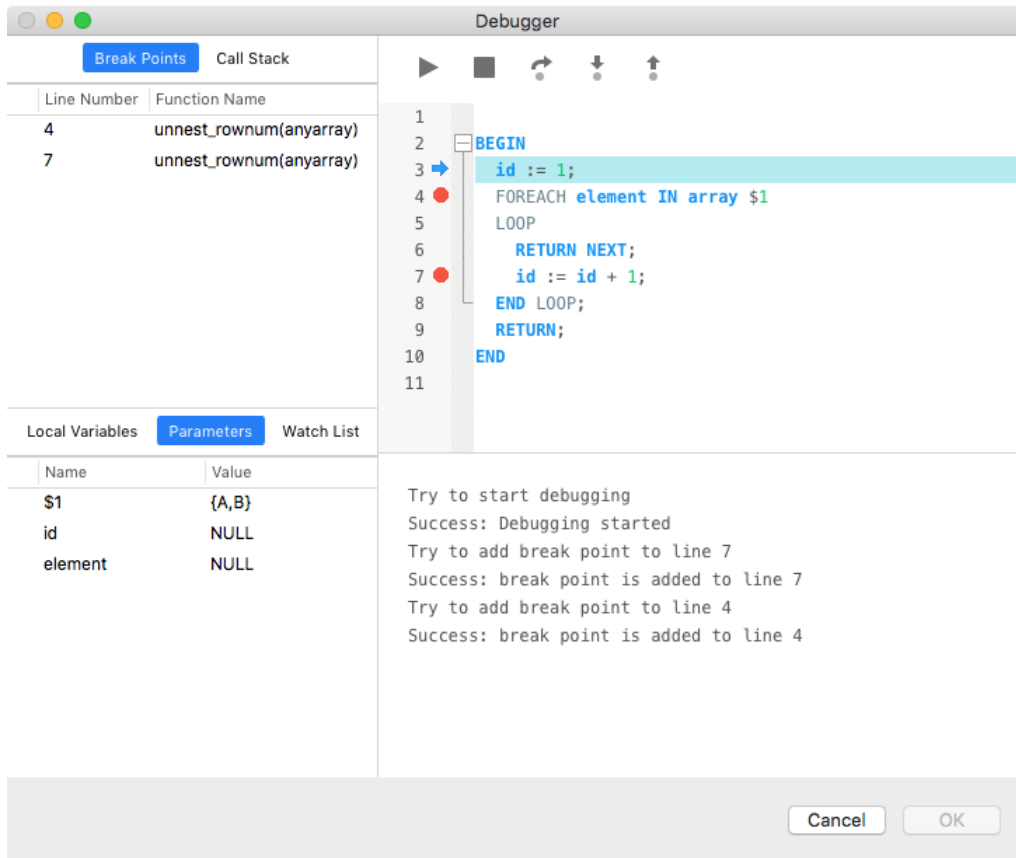 Debugger
Break Points Call Stack
Line Number Function Name
4 unnest_rownum(anyarray)
7 unnest_rownum(anyarray)
1
2 BEGIN
3 id := 1;
4 FOREACH element IN array $1
5 LOOP
6 RETURN NEXT;
7 id := id + 1;
8 END LOOP;
9 RETURN;
10 END
11
Local Variables Parameters Watch List
Name Value
$1 {A,B}
id NULL
element NULL
Try to start debugging
Success: Debugging started
Try to add break point to line 7
Success: break point is added to line 7
Try to add break point to line 4
Success: break point is added to line 4
Cancel OK